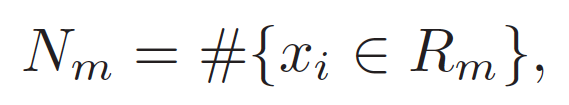 N_m = #{x_i ∈ R_m},